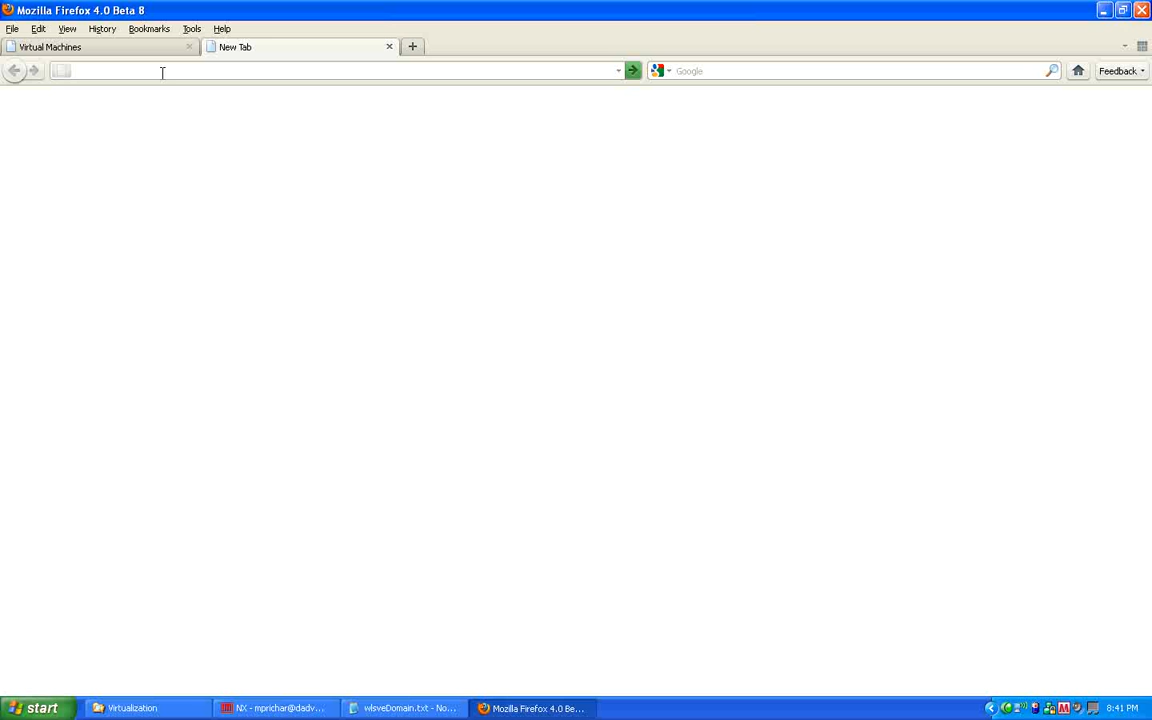 Mozilla Firefox 4.0 Beta 8
File Edit View History Bookmarks Tools Help
Virtual Machines New Tab
Google Feedback
start Virtualization NX - mprichar@dadv... wlsveDomain.txt - No... Mozilla Firefox 4.0 Be... 8:41 PM